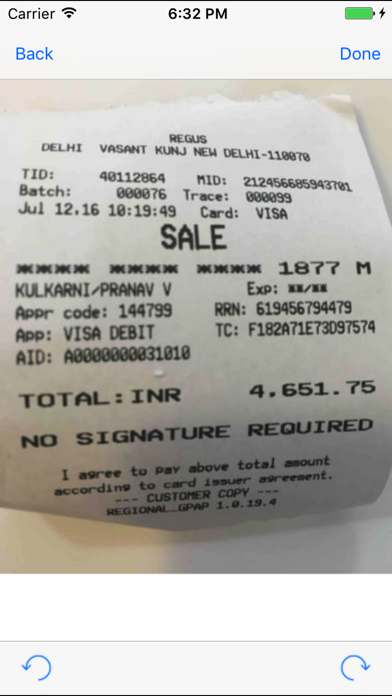 Carrier 6:32 PM
Back Done
REGUS
DELHI VASANT KUNJ NEW DELHI-110070
TID: 40112864 MID: 212456685943701
Batch: 000076 Trace: 000099
Jul 12.16 10:19:49 Card: VISA
SALE
**** **** **** 1877 M
KULKARNI/PRANAV V Exp: **/**
Appr code: 144799 RRN: 619456794479
App: VISA DEBIT TC: F182A71E73D97574
AID: A0000000031010
TOTAL:INR 4.651.75
NO SIGNATURE REQUIRED
I agree to pay above total amount
according to card issuer agreement.
--- CUSTOMER COPY ---
REGIONAL_GPAP 1.0.19.4